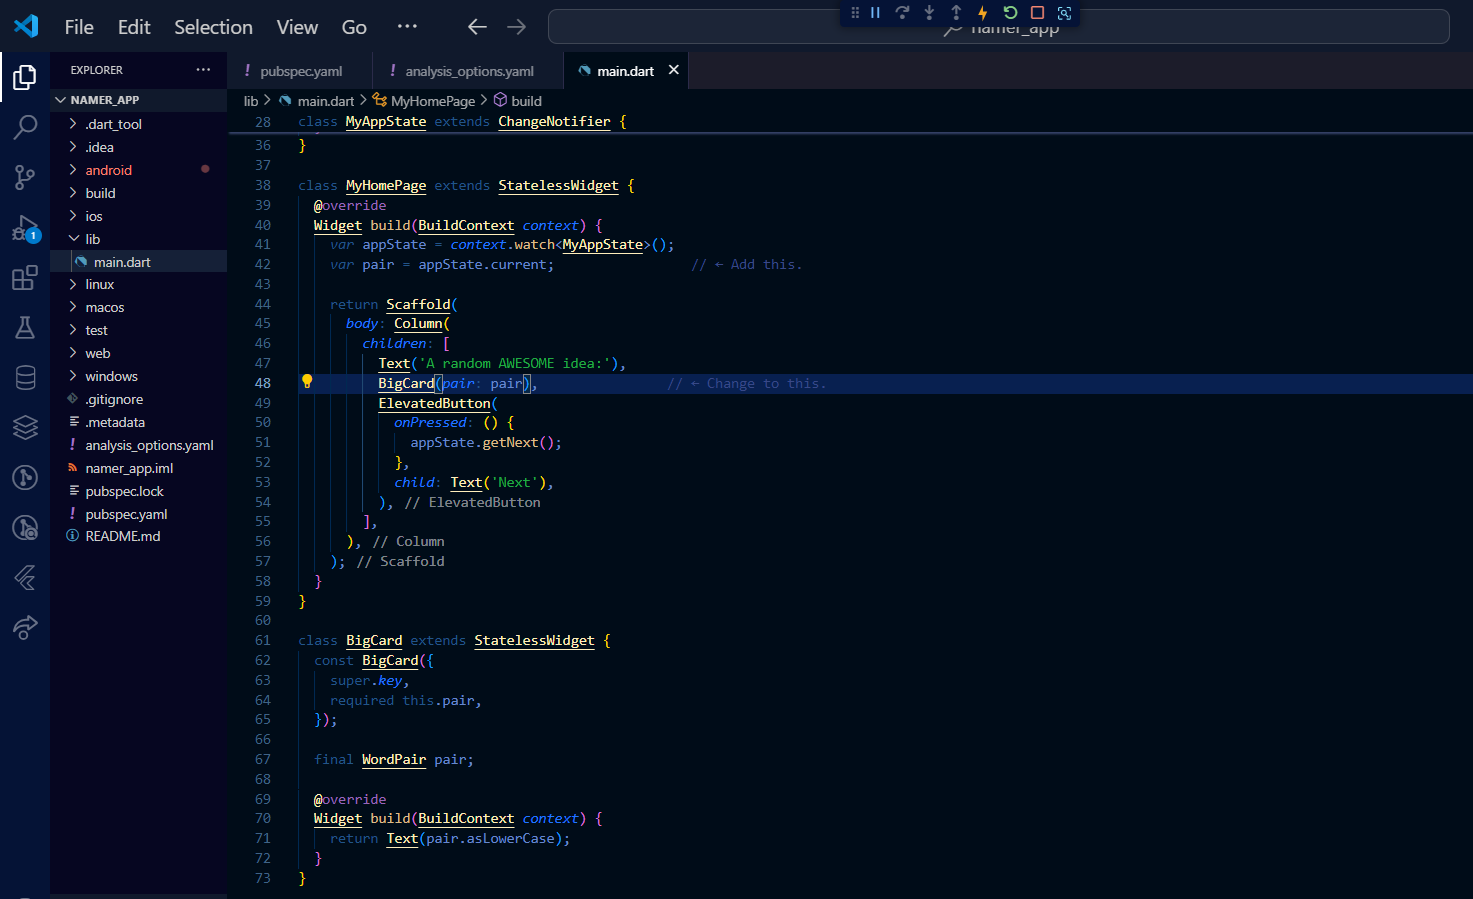 File Edit Selection View Go ···
namer_app
EXPLORER ···
NAMER_APP
.dart_tool
.idea
android
build
ios
lib
main.dart
linux
macos
test
web
windows
.gitignore
.metadata
! analysis_options.yaml
namer_app.iml
pubspec.lock
! pubspec.yaml
README.md
1
! pubspec.yaml ! analysis_options.yaml main.dart ×
lib > main.dart > MyHomePage > build
28 class MyAppState extends ChangeNotifier {
36 }
37
38 class MyHomePage extends StatelessWidget {
39 @override
40 Widget build(BuildContext context) {
41 var appState = context.watch<MyAppState>();
42 var pair = appState.current; // ← Add this.
43
44 return Scaffold(
45 body: Column(
46 children: [
47 Text('A random AWESOME idea:'),
48 BigCard(pair: pair), // ← Change to this.
49 ElevatedButton(
50 onPressed: () {
51 appState.getNext();
52 },
53 child: Text('Next'),
54 ), // ElevatedButton
55 ],
56 ), // Column
57 ); // Scaffold
58 }
59 }
60
61 class BigCard extends StatelessWidget {
62 const BigCard({
63 super.key,
64 required this.pair,
65 });
66
67 final WordPair pair;
68
69 @override
70 Widget build(BuildContext context) {
71 return Text(pair.asLowerCase);
72 }
73 }